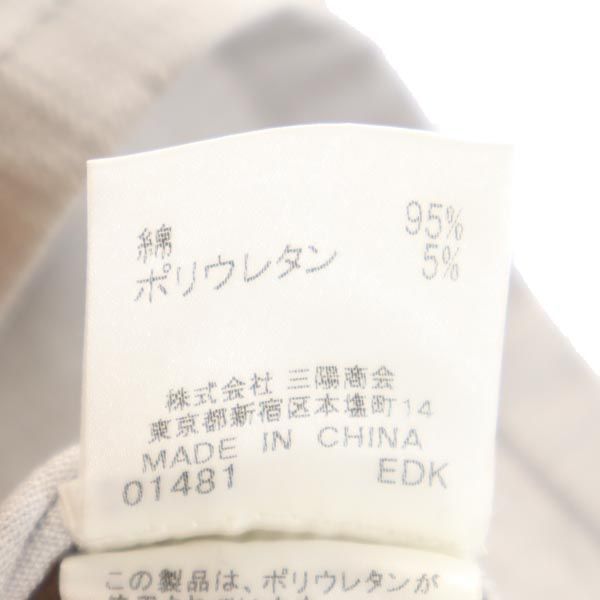 綿 95%
ポリウレタン 5%
株式会社 三陽商会
東京都新宿区本塩町14
MADE IN CHINA
01481 EDK
この製品は、ポリウレタンが